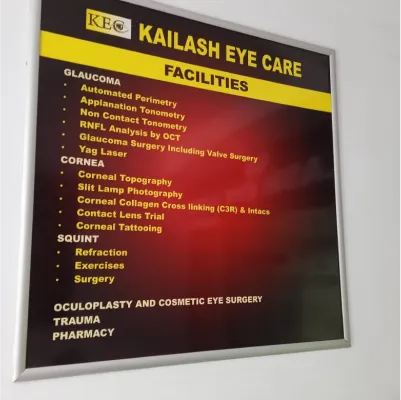 KEC
KAILASH EYE CARE
FACILITIES
GLAUCOMA
• Automated Perimetry
• Applanation Tonometry
• Non Contact Tonometry
• RNFL Analysis by OCT
• Glaucoma Surgery Including Valve Surgery
• Yag Laser
CORNEA
• Corneal Topography
• Slit Lamp Photography
• Corneal Collagen Cross linking (C3R) & Intacs
• Contact Lens Trial
• Corneal Tattooing
SQUINT
• Refraction
• Exercises
• Surgery
OCULOPLASTY AND COSMETIC EYE SURGERY
TRAUMA
PHARMACY